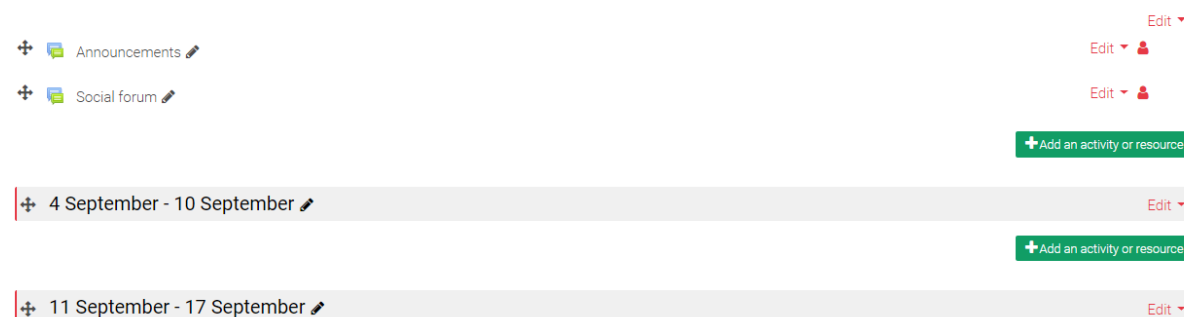 Edit
Announcements Edit
Social forum Edit
Add an activity or resource
4 September - 10 September Edit
Add an activity or resource
11 September - 17 September Edit